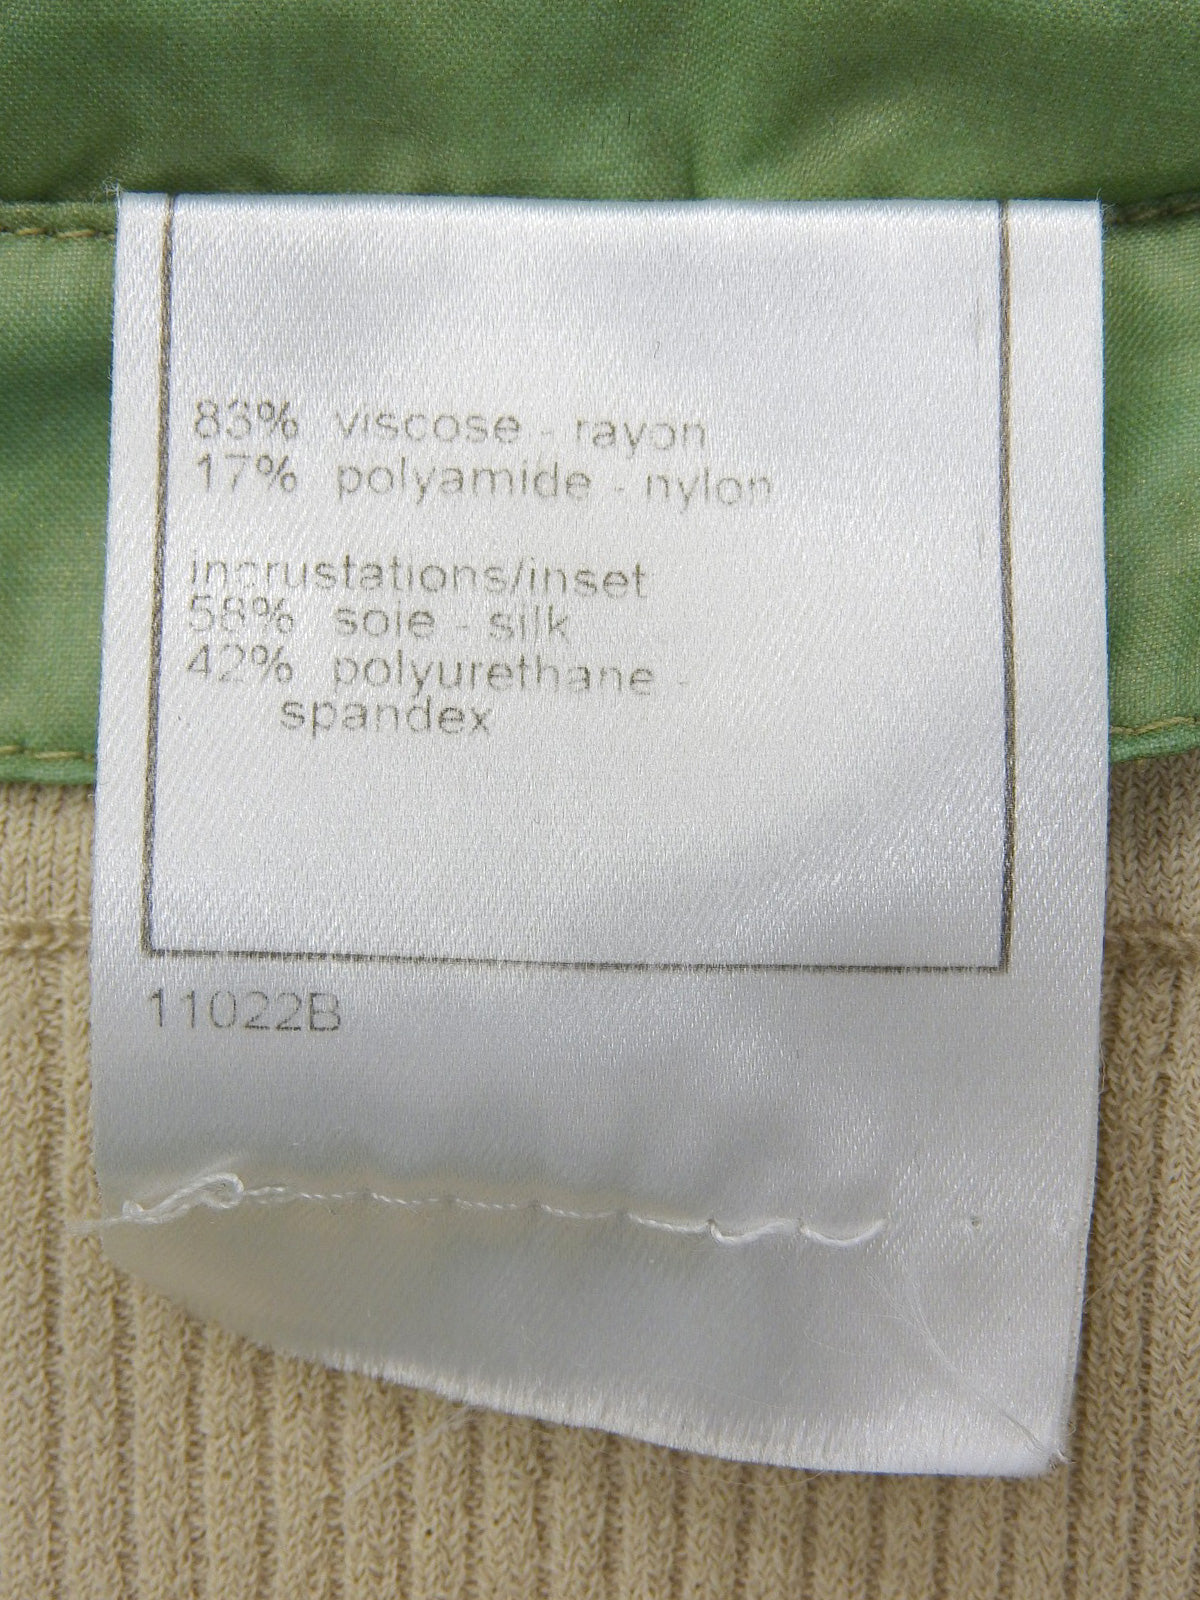 83% viscose - rayon
17% polyamide - nylon
incrustations/inset
58% soie - silk
42% polyurethane -
spandex
11022B